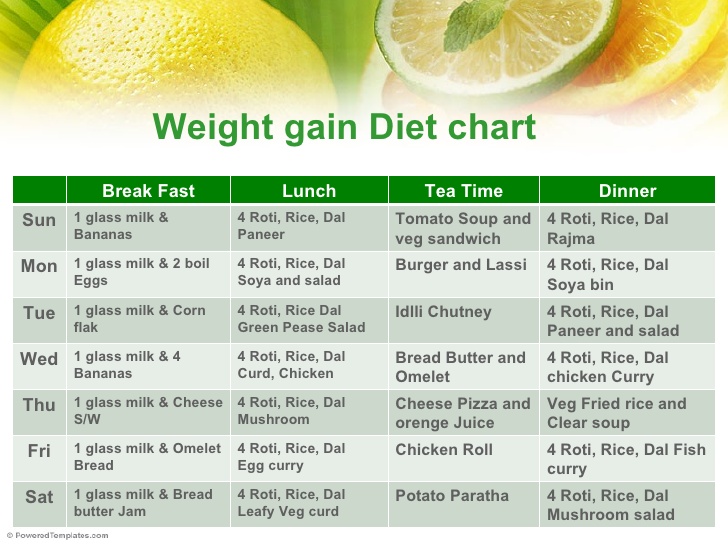 Weight gain Diet chart
Break Fast Lunch Tea Time Dinner
Sun
1 glass milk &
Bananas
4 Roti, Rice, Dal
Paneer
Tomato Soup and
veg sandwich
4 Roti, Rice, Dal
Rajma
Mon
1 glass milk & 2 boil
Eggs
4 Roti, Rice, Dal
Soya and salad
Burger and Lassi
4 Roti, Rice, Dal
Soya bin
Tue
1 glass milk & Corn
flak
4 Roti, Rice Dal
Green Pease Salad
Idlli Chutney
4 Roti, Rice, Dal
Paneer and salad
Wed
1 glass milk & 4
Bananas
4 Roti, Rice, Dal
Curd, Chicken
Bread Butter and
Omelet
4 Roti, Rice, Dal
chicken Curry
Thu
1 glass milk & Cheese
S/W
4 Roti, Rice, Dal
Mushroom
Cheese Pizza and
orenge Juice
Veg Fried rice and
Clear soup
Fri
1 glass milk & Omelet
Bread
4 Roti, Rice, Dal
Egg curry
Chicken Roll
4 Roti, Rice, Dal Fish
curry
Sat
1 glass milk & Bread
butter Jam
4 Roti, Rice, Dal
Leafy Veg curd
Potato Paratha
4 Roti, Rice, Dal
Mushroom salad
© PoweredTemplates.com